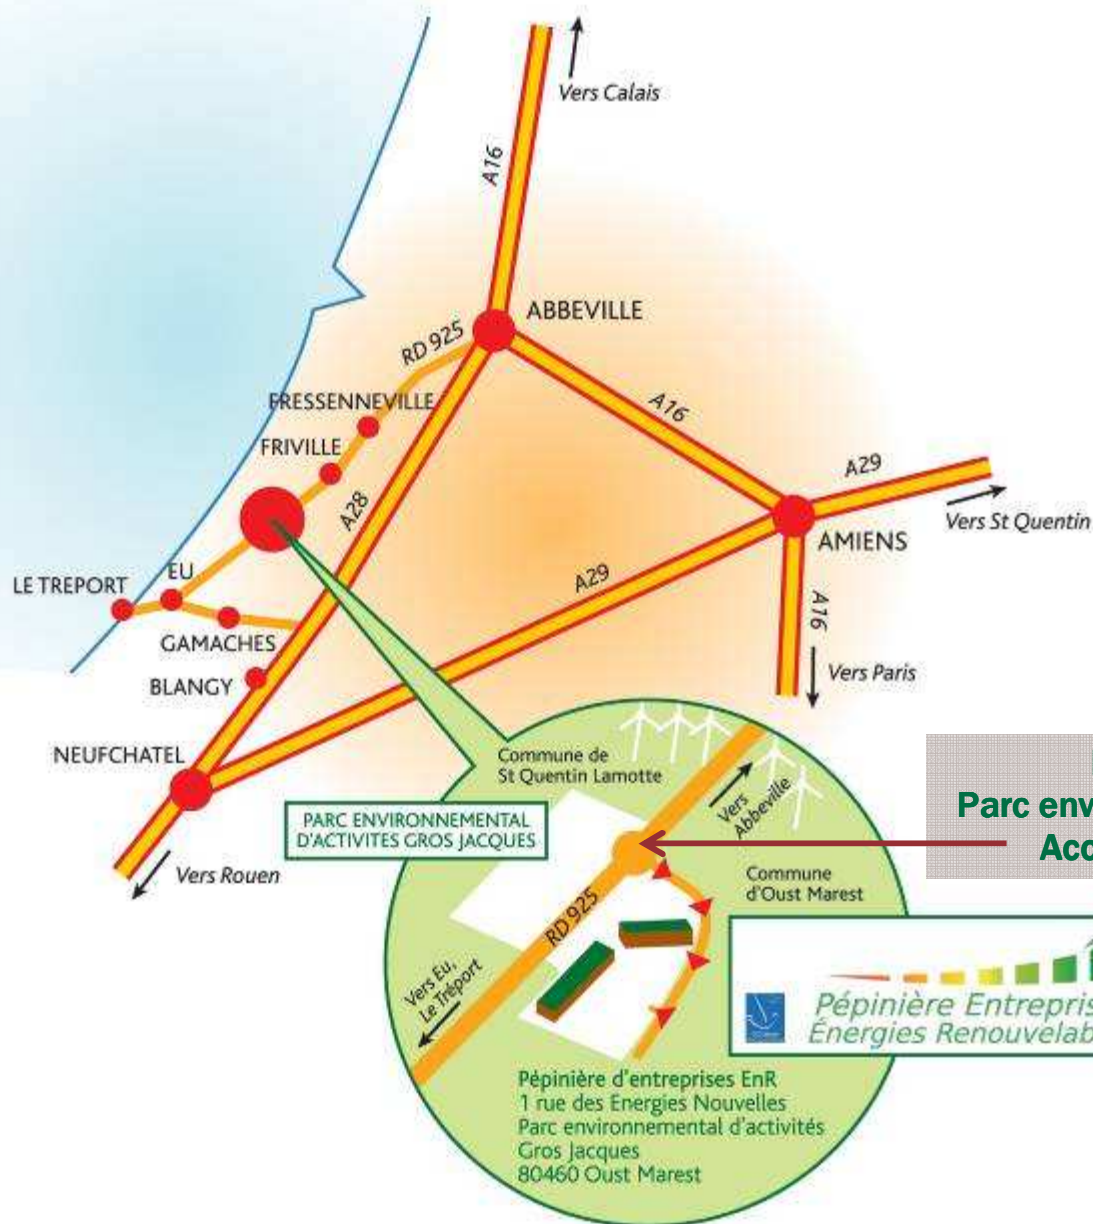 Vers Calais
A16
ABBEVILLE
RD 925
FRESSENNEVILLE
A16
FRIVILLE
A29
A28
Vers St Quentin
AMIENS
EU
LE TREPORT
A29
A16
GAMACHES
BLANGY
Vers Paris
NEUFCHATEL
Commune de
St Quentin Lamotte
Vers
Abbeville
Parc env
PARC ENVIRONNEMENTAL
D'ACTIVITES GROS JACQUES
Acc
Vers Rouen
Commune
d'Oust Marest
RD 925
Vers Eu,
Le Tréport
Pépinière Entrepris
Énergies Renouvelab
Pépinière d'entreprises EnR
1 rue des Energies Nouvelles
Parc environnemental d'activités
Gros Jacques
80460 Oust Marest